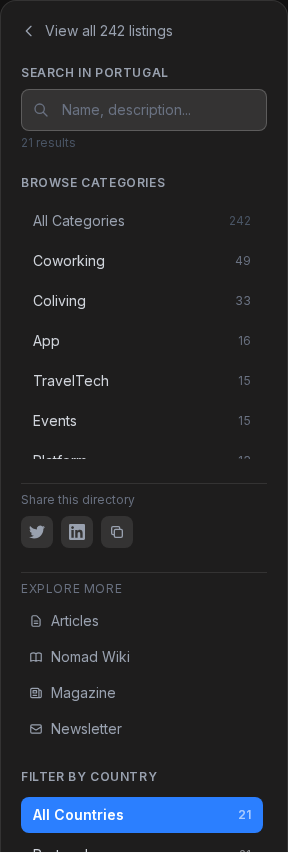 View all 242 listings
SEARCH IN PORTUGAL
Name, description...
21 results
BROWSE CATEGORIES
All Categories 242
Coworking 49
Coliving 33
App 16
TravelTech 15
Events 15
Platform
Share this directory
EXPLORE MORE
Articles
Nomad Wiki
Magazine
Newsletter
FILTER BY COUNTRY
All Countries 21